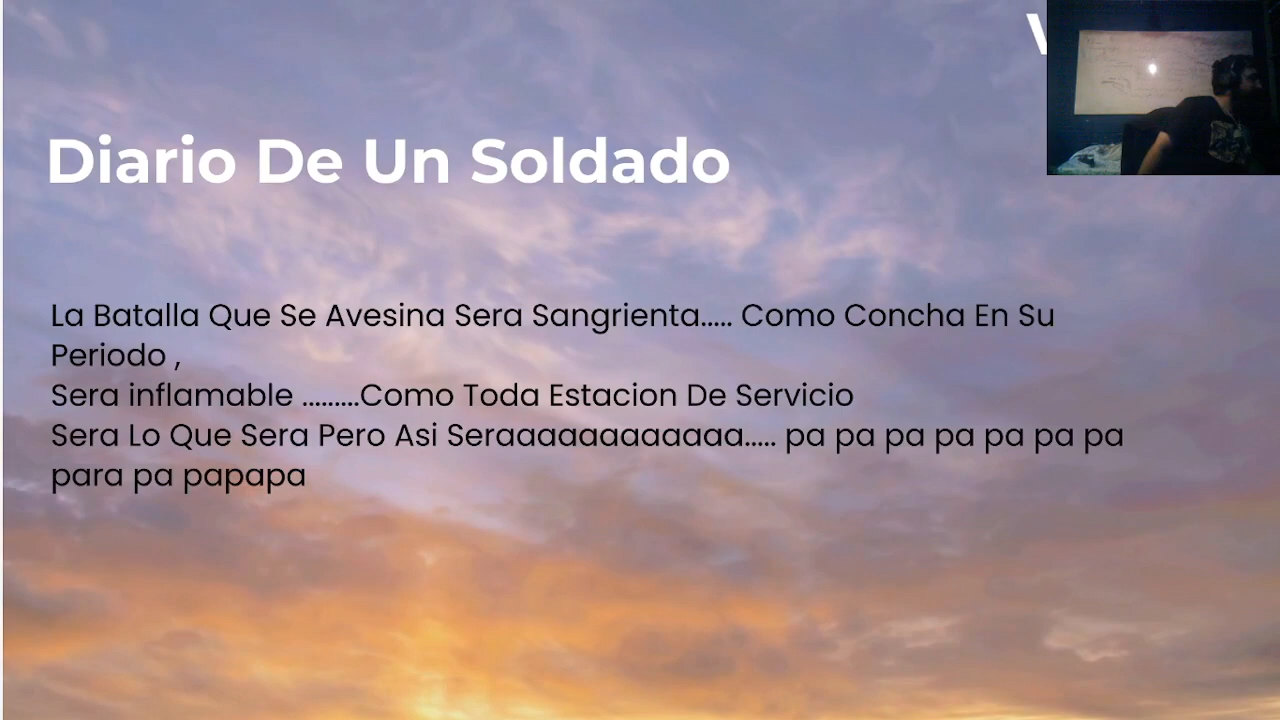 Diario De Un Soldado
La Batalla Que Se Avesina Sera Sangrienta..... Como Concha En Su
Periodo ,
Sera inflamable .........Como Toda Estacion De Servicio
Sera Lo Que Sera Pero Asi Seraaaaaaaaaaaaa..... pa pa pa pa pa pa pa
para pa papapa